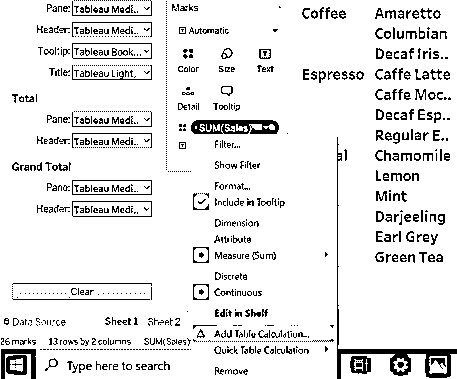 Pane: Tableau Medi..
Header: Tableau Medi..
Tooltip: Tableau Book...
Title: Tableau Light,
Total
Pane: Tableau Medi..
Header: Tableau Medi..
Grand Total
Pane: Tableau Medi..
Header: Tableau Medi..
Clear
Data Source Sheet 1 Sheet 2
26 marks 13 rows by 2 columns SUM(Sales)
Type here to search
Marks
Automatic
Color Size Text
Detail Tooltip
SUM(Sales)
Filter...
Show Filter
Format...
Include in Tooltip
Dimension
Attribute
Measure (Sum)
Discrete
Continuous
Edit in Shelf
Add Table Calculation...
Quick Table Calculation
Remove
Coffee Amaretto
Columbian
Decaf Iris..
Espresso Caffe Latte
Caffe Moc..
Decaf Esp..
Regular E..
al Chamomile
Lemon
Mint
Darjeeling
Earl Grey
Green Tea